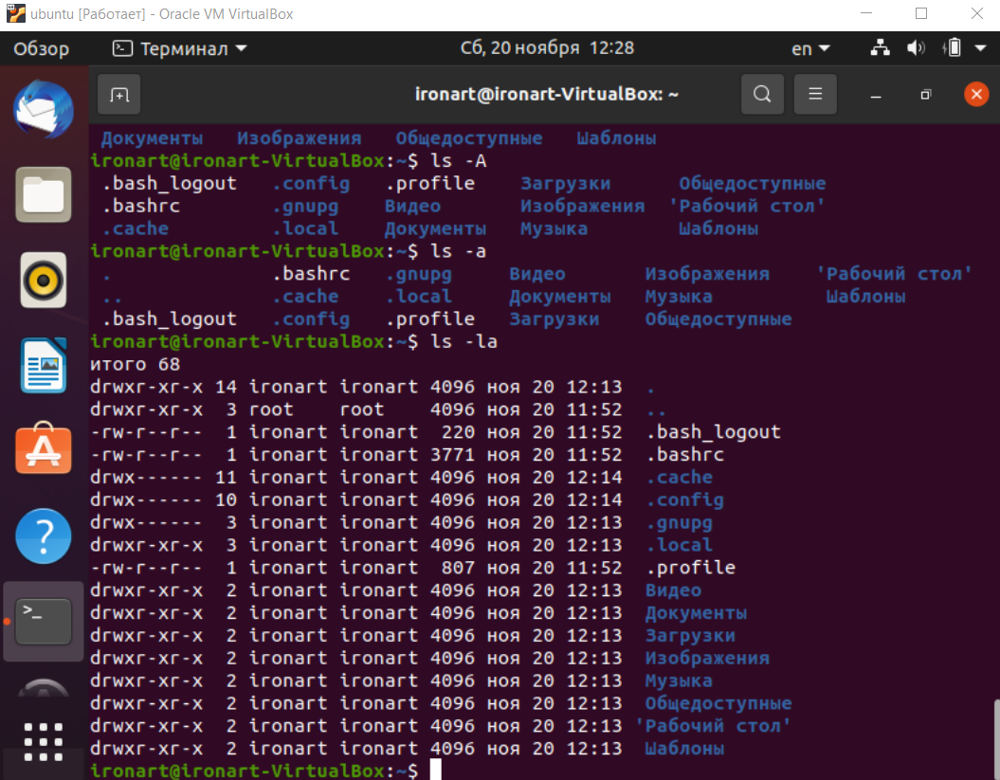 ubuntu [Работает] - Oracle VM VirtualBox
Обзор Терминал Сб, 20 ноября 12:28 en
ironart@ironart-VirtualBox: ~
Документы Изображения Общедоступные Шаблоны
ironart@ironart-VirtualBox:~$ ls -A
.bash_logout .config .profile Загрузки Общедоступные
.bashrc .gnupg Видео Изображения 'Рабочий стол'
.cache .local Документы Музыка Шаблоны
ironart@ironart-VirtualBox:~$ ls -a
. .bashrc .gnupg Видео Изображения 'Рабочий стол'
.. .cache .local Документы Музыка Шаблоны
.bash_logout .config .profile Загрузки Общедоступные
ironart@ironart-VirtualBox:~$ ls -la
итого 68
drwxr-xr-x 14 ironart ironart 4096 ноя 20 12:13 .
drwxr-xr-x 3 root root 4096 ноя 20 11:52 ..
-rw-r--r-- 1 ironart ironart 220 ноя 20 11:52 .bash_logout
-rw-r--r-- 1 ironart ironart 3771 ноя 20 11:52 .bashrc
drwx------ 11 ironart ironart 4096 ноя 20 12:14 .cache
drwx------ 10 ironart ironart 4096 ноя 20 12:14 .config
drwx------ 3 ironart ironart 4096 ноя 20 12:13 .gnupg
drwxr-xr-x 3 ironart ironart 4096 ноя 20 12:13 .local
-rw-r--r-- 1 ironart ironart 807 ноя 20 11:52 .profile
drwxr-xr-x 2 ironart ironart 4096 ноя 20 12:13 Видео
drwxr-xr-x 2 ironart ironart 4096 ноя 20 12:13 Документы
drwxr-xr-x 2 ironart ironart 4096 ноя 20 12:13 Загрузки
drwxr-xr-x 2 ironart ironart 4096 ноя 20 12:13 Изображения
drwxr-xr-x 2 ironart ironart 4096 ноя 20 12:13 Музыка
drwxr-xr-x 2 ironart ironart 4096 ноя 20 12:13 Общедоступные
drwxr-xr-x 2 ironart ironart 4096 ноя 20 12:13 'Рабочий стол'
drwxr-xr-x 2 ironart ironart 4096 ноя 20 12:13 Шаблоны
ironart@ironart-VirtualBox:~$